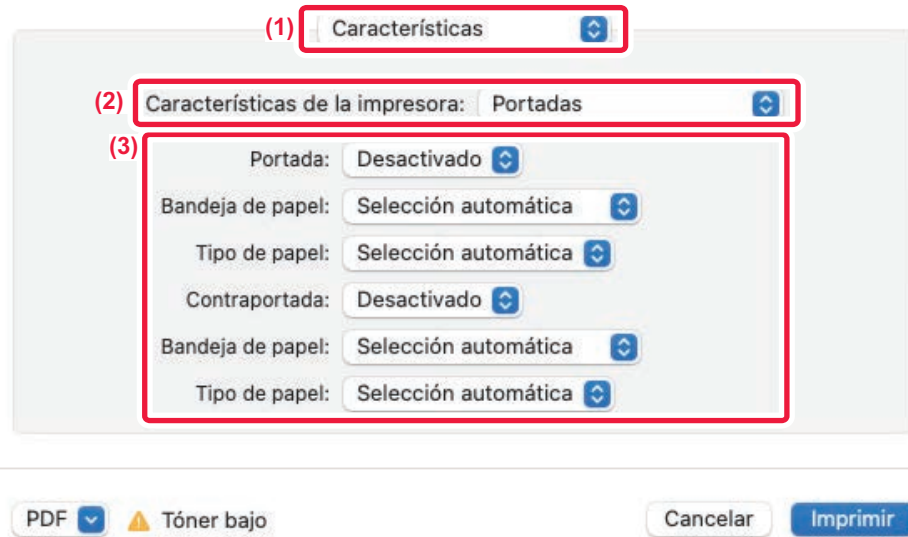 (1) Características
(2) Características de la impresora: Portadas
(3)
Portada: Desactivado
Bandeja de papel: Selección automática
Tipo de papel: Selección automática
Contraportada: Desactivado
Bandeja de papel: Selección automática
Tipo de papel: Selección automática
PDF Tóner bajo Cancelar Imprimir